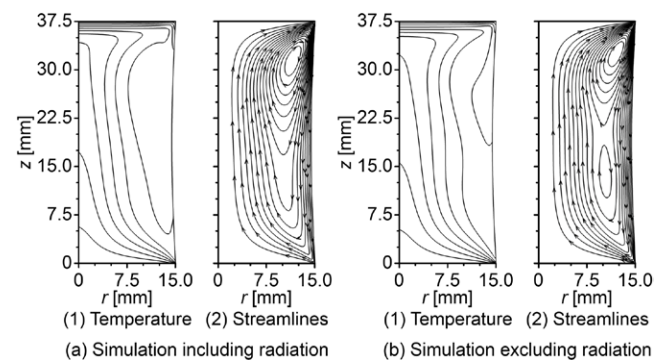 37.5
30.0
22.5
15.0
7.5
0
z [mm]
0 7.5 15.0
r [mm]
0 7.5 15.0
r [mm]
(1) Temperature (2) Streamlines
(a) Simulation including radiation
37.5
30.0
22.5
15.0
7.5
0
z [mm]
0 7.5 15.0
r [mm]
0 7.5 15.0
r [mm]
(1) Temperature (2) Streamlines
(b) Simulation excluding radiation